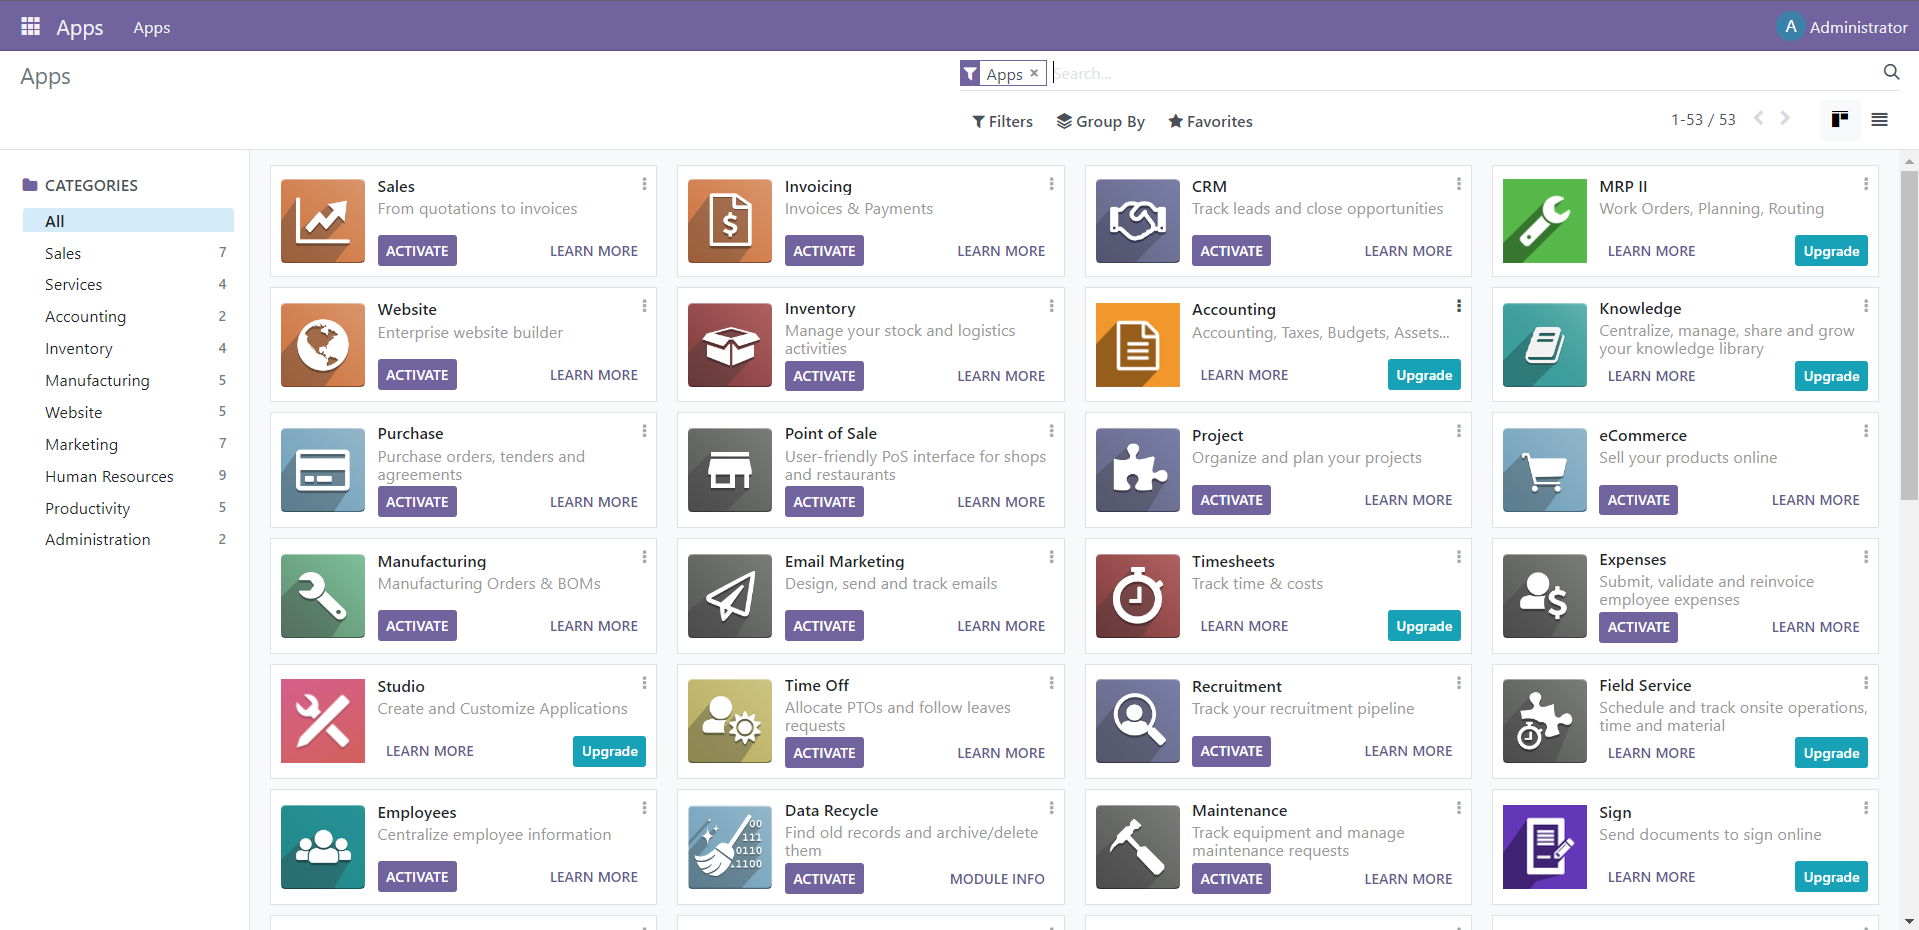 Apps
Apps
A
Administrator
Apps
Apps ×
Search...
Filters
Group By
Favorites
1-53 / 53
CATEGORIES
All
Sales 7
Services 4
Accounting 2
Inventory 4
Manufacturing 5
Website 5
Marketing 7
Human Resources 9
Productivity 5
Administration 2
Sales
From quotations to invoices
ACTIVATE
LEARN MORE
Invoicing
Invoices & Payments
ACTIVATE
LEARN MORE
CRM
Track leads and close opportunities
ACTIVATE
LEARN MORE
MRP II
Work Orders, Planning, Routing
LEARN MORE
Upgrade
Website
Enterprise website builder
ACTIVATE
LEARN MORE
Inventory
Manage your stock and logistics
activities
ACTIVATE
LEARN MORE
Accounting
Accounting, Taxes, Budgets, Assets...
LEARN MORE
Upgrade
Knowledge
Centralize, manage, share and grow
your knowledge library
LEARN MORE
Upgrade
Purchase
Purchase orders, tenders and
agreements
ACTIVATE
LEARN MORE
Point of Sale
User-friendly PoS interface for shops
and restaurants
ACTIVATE
LEARN MORE
Project
Organize and plan your projects
ACTIVATE
LEARN MORE
eCommerce
Sell your products online
ACTIVATE
LEARN MORE
Manufacturing
Manufacturing Orders & BOMs
ACTIVATE
LEARN MORE
Email Marketing
Design, send and track emails
ACTIVATE
LEARN MORE
Timesheets
Track time & costs
LEARN MORE
Upgrade
Expenses
Submit, validate and reinvoice
employee expenses
ACTIVATE
LEARN MORE
Studio
Create and Customize Applications
LEARN MORE
Upgrade
Time Off
Allocate PTOs and follow leaves
requests
ACTIVATE
LEARN MORE
Recruitment
Track your recruitment pipeline
ACTIVATE
LEARN MORE
Field Service
Schedule and track onsite operations,
time and material
LEARN MORE
Upgrade
Employees
Centralize employee information
ACTIVATE
LEARN MORE
00
111
0110
11100
Data Recycle
Find old records and archive/delete
them
ACTIVATE
MODULE INFO
Maintenance
Track equipment and manage
maintenance requests
ACTIVATE
LEARN MORE
Sign
Send documents to sign online
LEARN MORE
Upgrade